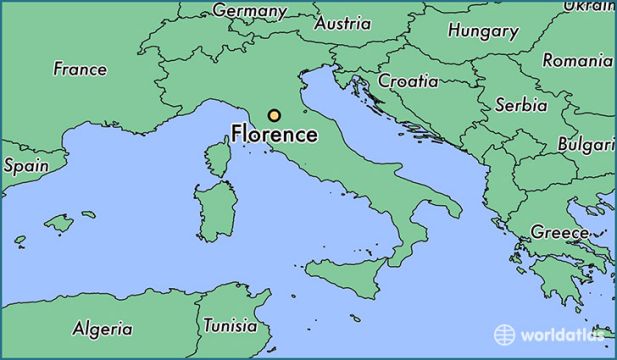 Ukrain
Germany
Austria
Hungary
France
Romania
Croatia
Serbia
Florence
Bulgari
Spain
Greece
Algeria
Tunisia
worldatlas